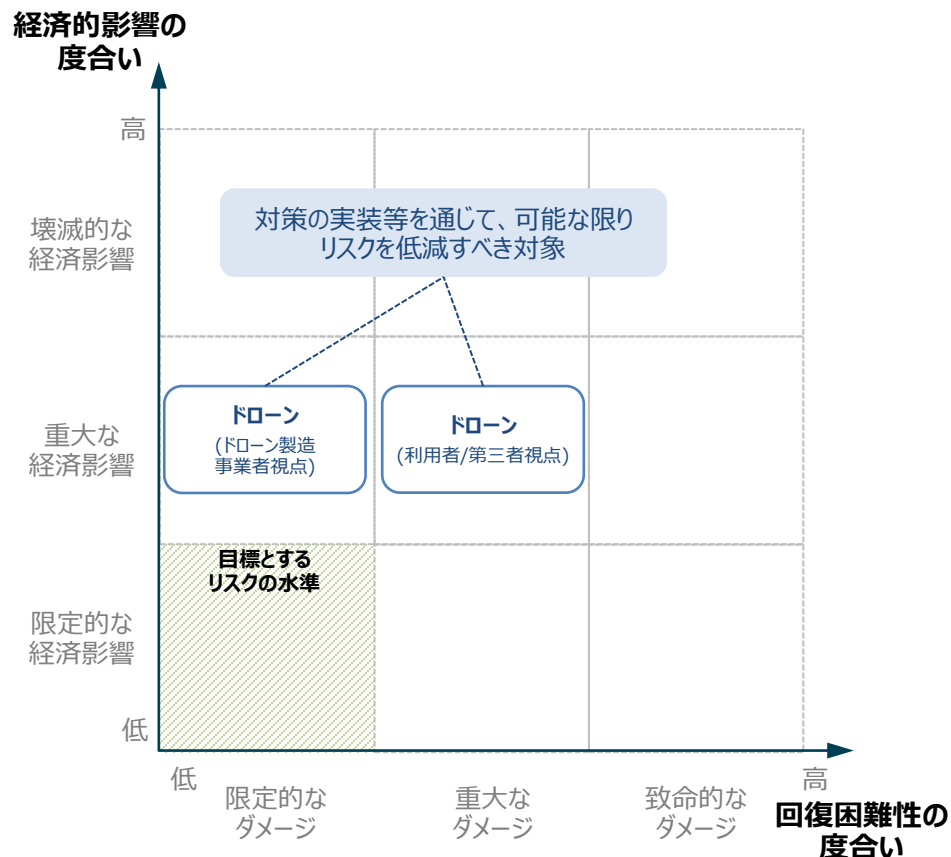 経済的影響の
度合い
高
壊滅的な
経済影響
対策の実装等を通じて、可能な限り
リスクを低減すべき対象
重大な
経済影響
ドローン
(ドローン製造
事業者視点)
ドローン
(利用者/第三者視点)
目標とする
リスクの水準
限定的な
経済影響
低
低
限定的な
ダメージ
重大な
ダメージ
致命的な
ダメージ
高
回復困難性の
度合い